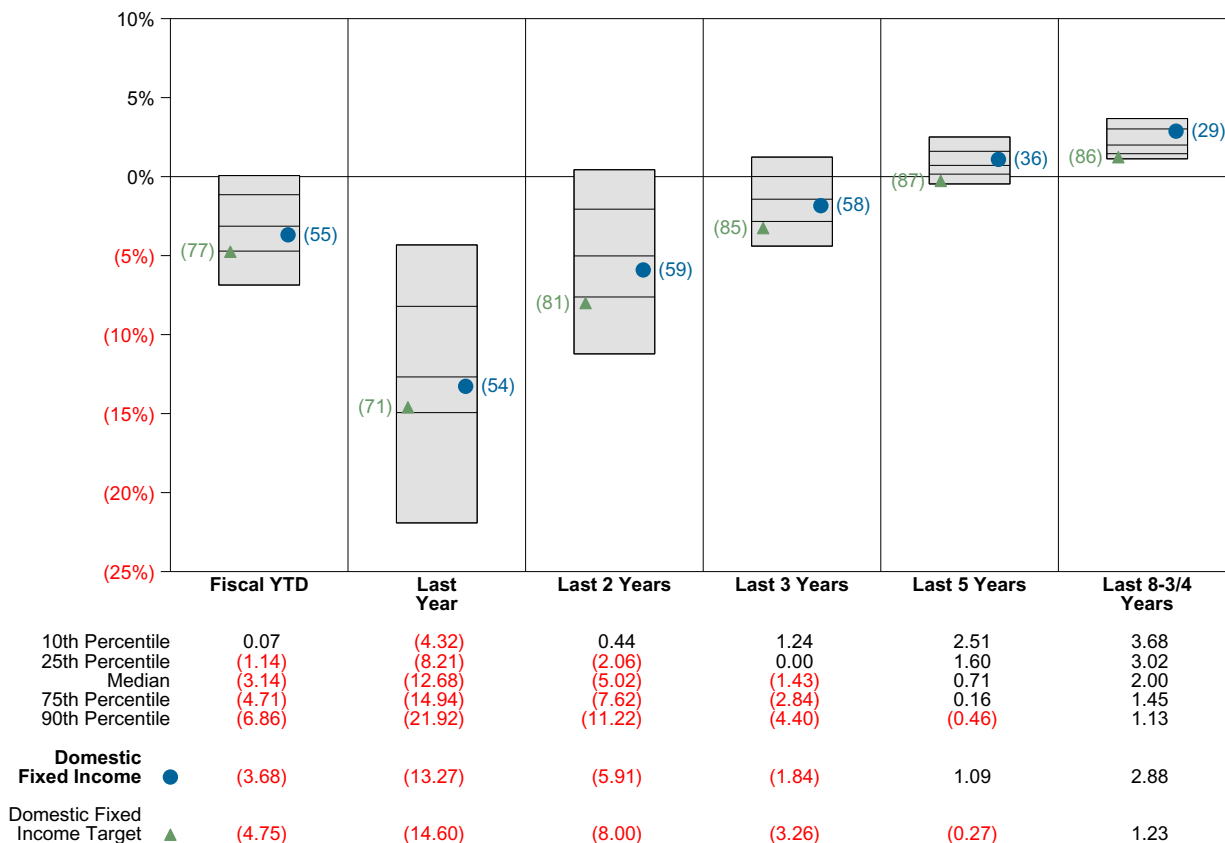 10%
5%
0%
(5%)
(10%)
(15%)
(20%)
(25%)
(77) (55)
(71) (54)
(81) (59)
(85) (58)
(87) (36)
(86) (29)
Fiscal YTD Last Year Last 2 Years Last 3 Years Last 5 Years Last 8-3/4 Years
10th Percentile 0.07 (4.32) 0.44 1.24 2.51 3.68
25th Percentile (1.14) (8.21) (2.06) 0.00 1.60 3.02
Median (3.14) (12.68) (5.02) (1.43) 0.71 2.00
75th Percentile (4.71) (14.94) (7.62) (2.84) 0.16 1.45
90th Percentile (6.86) (21.92) (11.22) (4.40) (0.46) 1.13
Domestic
Fixed Income (3.68) (13.27) (5.91) (1.84) 1.09 2.88
Domestic Fixed
Income Target (4.75) (14.60) (8.00) (3.26) (0.27) 1.23